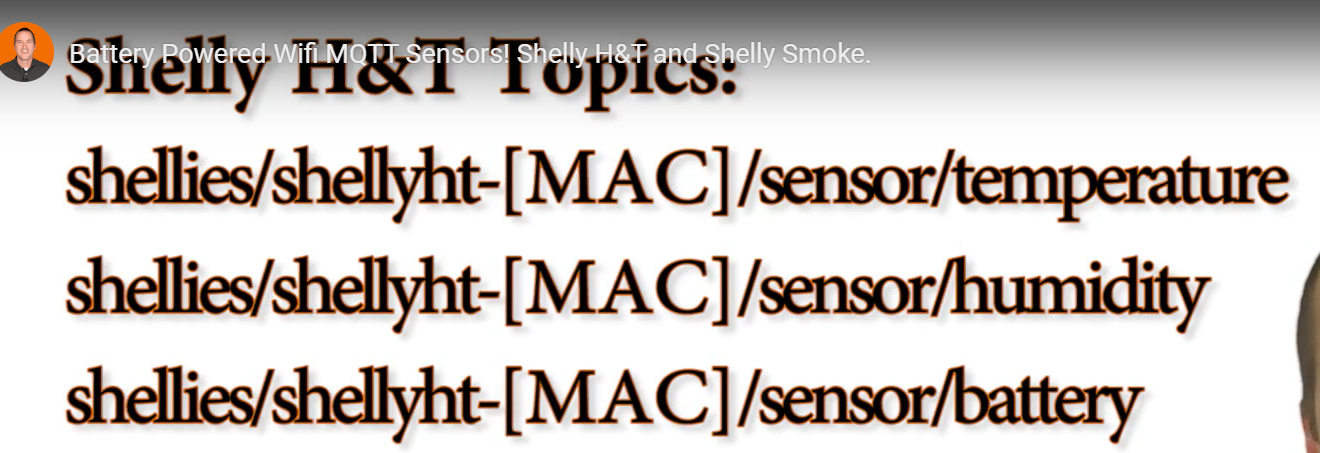 Battery Powered Wifi MQTT Sensors! Shelly H&T and Shelly Smoke.
Shelly H&T Topics:
shellies/shellyht-[MAC]/sensor/temperature
shellies/shellyht-[MAC]/sensor/humidity
shellies/shellyht-[MAC]/sensor/battery